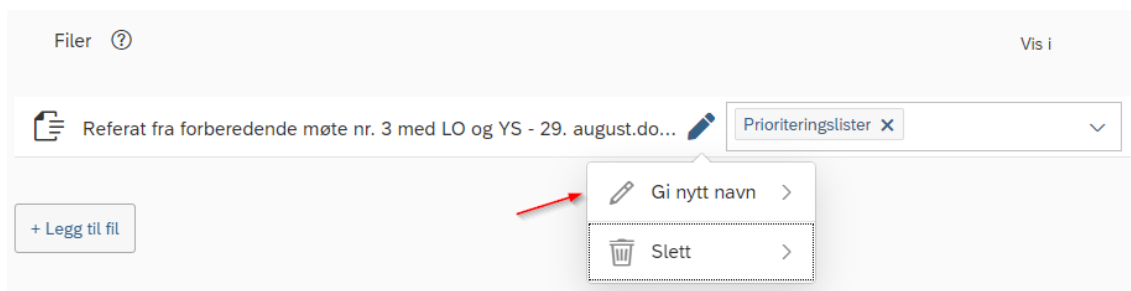 Filer ?
Vis i
Referat fra forberedende møte nr. 3 med LO og YS - 29. august.do...
Prioriteringslister
Gi nytt navn
+ Legg til fil
Slett